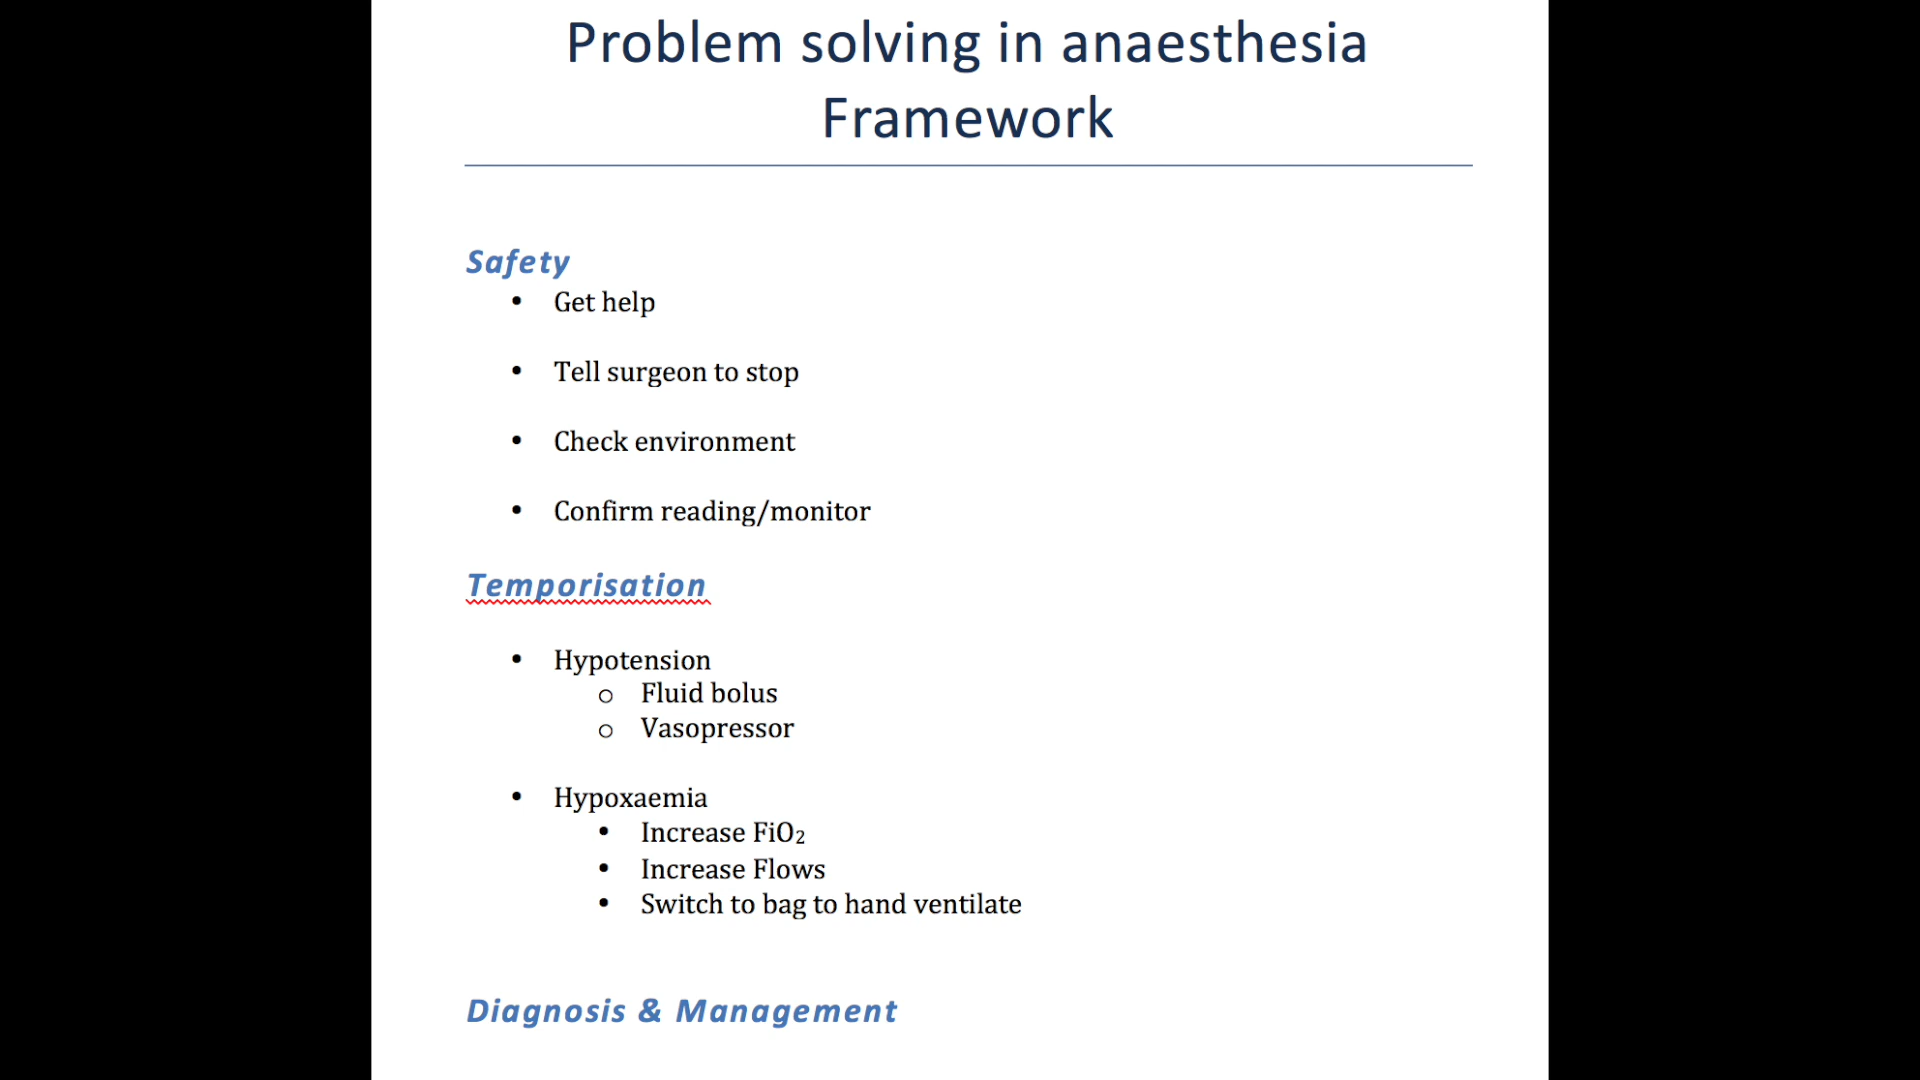 Problem solving in anaesthesia
Framework
Safety
• Get help
• Tell surgeon to stop
• Check environment
• Confirm reading/monitor
Temporisation
• Hypotension
o Fluid bolus
o Vasopressor
• Hypoxaemia
• Increase FiO₂
• Increase Flows
• Switch to bag to hand ventilate
Diagnosis & Management